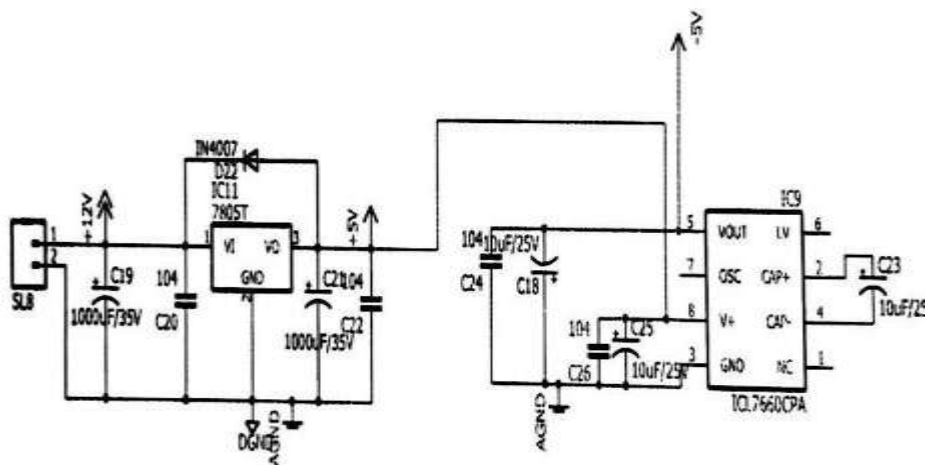 -5V
IN4007
D22
IC11
7805T
+12V
1
2
SL8
1
VI
VO
3
GND
2
+5V
C19
1000uF/35V
104
C20
C21
1000uF/35V
104
C22
DGND
AGND
104
C24
10uF/25V
C18
104
C26
C25
10uF/25V
AGND
IC9
5
VOUT
LV
6
7
OSC
CAP+
2
8
V+
CAP-
4
3
GND
NC
1
C23
10uF/25
ICL7660CPA